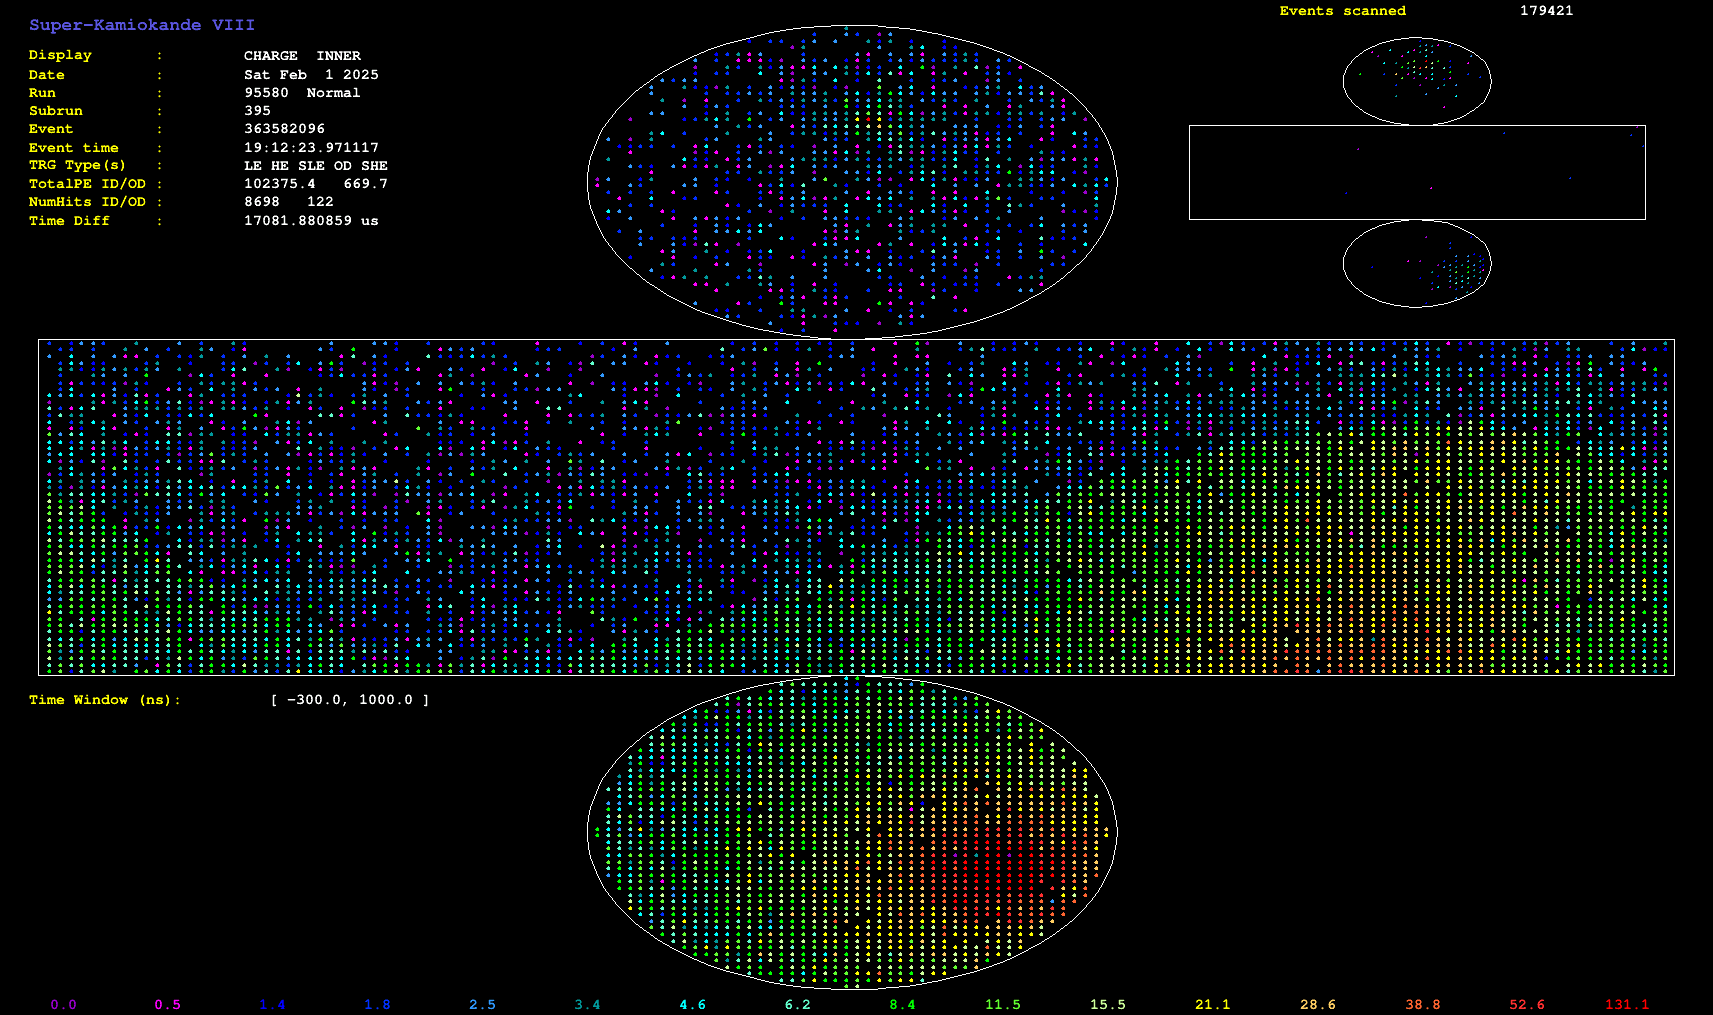 Super-Kamiokande VIII
Events scanned 179421
Display : CHARGE INNER
Date : Sat Feb 1 2025
Run : 95580 Normal
Subrun : 395
Event : 363582096
Event time : 19:12:23.971117
TRG Type(s) : LE HE SLE OD SHE
TotalPE ID/OD : 102375.4 669.7
NumHits ID/OD : 8698 122
Time Diff : 17081.880859 us
Time Window (ns): [ -300.0, 1000.0 ]
0.0 0.5 1.4 1.8 2.5 3.4 4.6 6.2 8.4 11.5 15.5 21.1 28.6 38.8 52.6 131.1